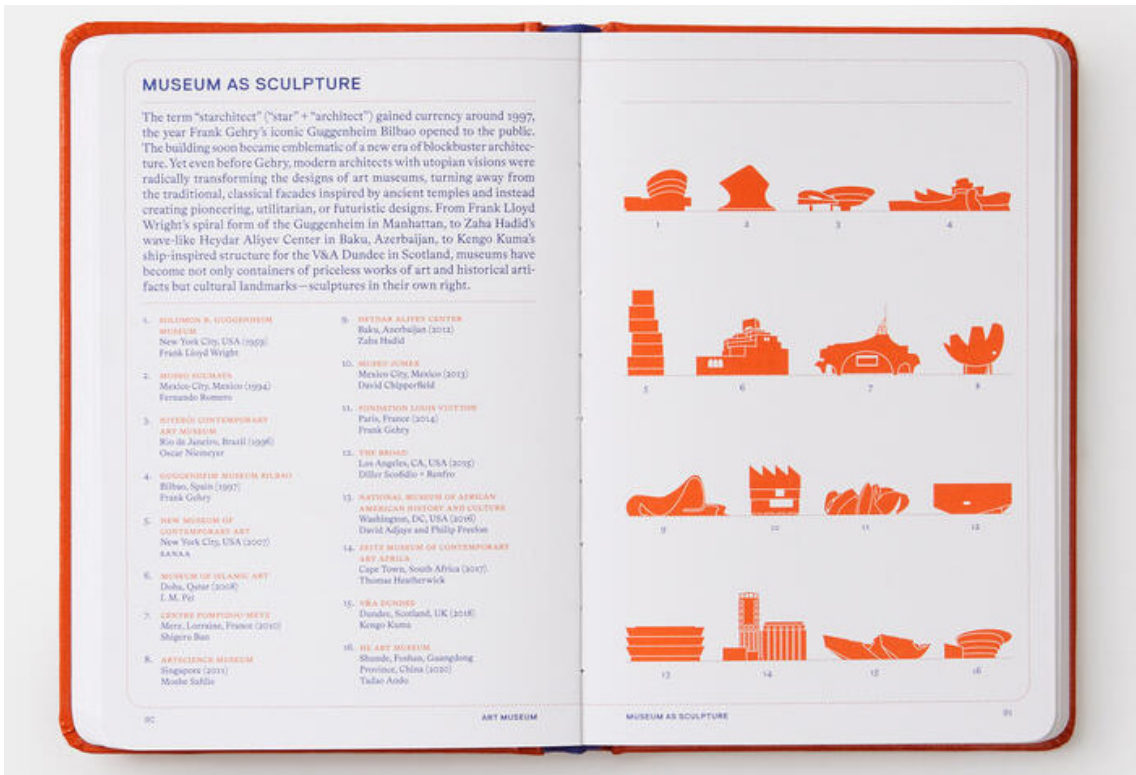 MUSEUM AS SCULPTURE
The term “starchitect” (“star” + “architect”) gained currency around 1997,
the year Frank Gehry’s iconic Guggenheim Bilbao opened to the public.
The building soon became emblematic of a new era of blockbuster architec-
ture. Yet even before Gehry, modern architects with utopian visions were
radically transforming the designs of art museums, turning away from
the traditional, classical facades inspired by ancient temples and instead
creating pioneering, utilitarian, or futuristic designs. From Frank Lloyd
Wright’s spiral form of the Guggenheim in Manhattan, to Zaha Hadid’s
wave-like Heydar Aliyev Center in Baku, Azerbaijan, to Kengo Kuma’s
ship-inspired structure for the V&A Dundee in Scotland, museums have
become not only containers of priceless works of art and historical arti-
facts but cultural landmarks—sculptures in their own right.
1. SOLOMON R. GUGGENHEIM
MUSEUM
New York City, USA (1959)
Frank Lloyd Wright
2. MUSEO SOUMAYA
Mexico City, Mexico (1994)
Fernando Romero
3. NITERÓI CONTEMPORARY
ART MUSEUM
Rio de Janeiro, Brazil (1996)
Oscar Niemeyer
4. GUGGENHEIM MUSEUM BILBAO
Bilbao, Spain (1997)
Frank Gehry
5. NEW MUSEUM OF
CONTEMPORARY ART
New York City, USA (2007)
SANAA
6. MUSEUM OF ISLAMIC ART
Doha, Qatar (2008)
I. M. Pei
7. CENTRE POMPIDOU-METZ
Metz, Lorraine, France (2010)
Shigeru Ban
8. ARTSCIENCE MUSEUM
Singapore (2011)
Moshe Safdie
9. HEYDAR ALIYEV CENTER
Baku, Azerbaijan (2012)
Zaha Hadid
10. MUSEO JUMEX
Mexico City, Mexico (2013)
David Chipperfield
11. FONDATION LOUIS VUITTON
Paris, France (2014)
Frank Gehry
12. THE BROAD
Los Angeles, CA, USA (2015)
Diller Scofidio + Renfro
13. NATIONAL MUSEUM OF AFRICAN
AMERICAN HISTORY AND CULTURE
Washington, DC, USA (2016)
David Adjaye and Philip Freelon
14. ZEITZ MUSEUM OF CONTEMPORARY
ART AFRICA
Cape Town, South Africa (2017)
Thomas Heatherwick
15. V&A DUNDEE
Dundee, Scotland, UK (2018)
Kengo Kuma
16. HE ART MUSEUM
Shunde, Foshan, Guangdong
Province, China (2020)
Tadao Ando
ART MUSEUM
1 2 3 4
5 6 7 8
9 10 11 12
13 14 15 16
MUSEUM AS SCULPTURE